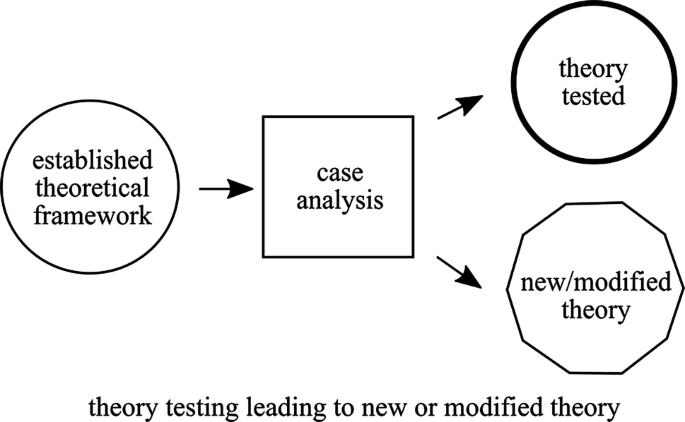 established
theoretical
framework
case
analysis
theory
tested
new/modified
theory
theory testing leading to new or modified theory